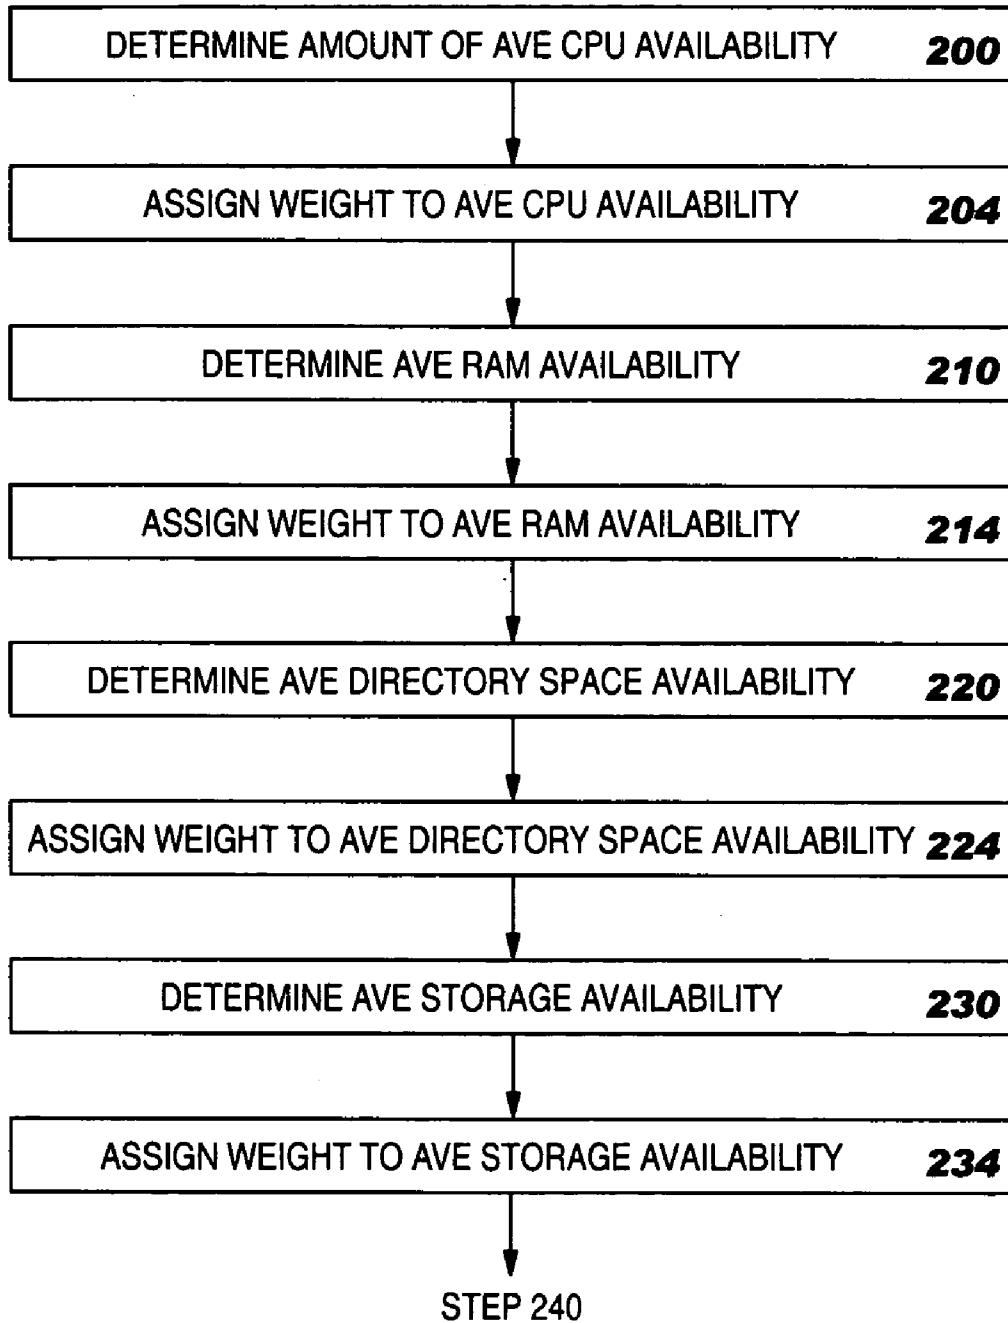 DETERMINE AMOUNT OF AVE CPU AVAILABILITY 200
ASSIGN WEIGHT TO AVE CPU AVAILABILITY 204
DETERMINE AVE RAM AVAILABILITY 210
ASSIGN WEIGHT TO AVE RAM AVAILABILITY 214
DETERMINE AVE DIRECTORY SPACE AVAILABILITY 220
ASSIGN WEIGHT TO AVE DIRECTORY SPACE AVAILABILITY 224
DETERMINE AVE STORAGE AVAILABILITY 230
ASSIGN WEIGHT TO AVE STORAGE AVAILABILITY 234
STEP 240